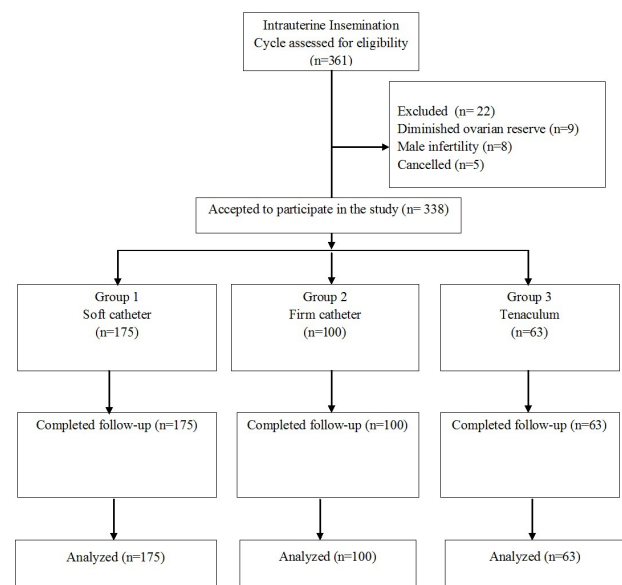 Intrauterine Insemination
Cycle assessed for eligibility
(n=361)
Excluded (n= 22)
Diminished ovarian reserve (n=9)
Male infertility (n=8)
Cancelled (n=5)
Accepted to participate in the study (n= 338)
Group 1
Soft catheter
(n=175)
Group 2
Firm catheter
(n=100)
Group 3
Tenaculum
(n=63)
Completed follow-up (n=175)
Completed follow-up (n=100)
Completed follow-up (n=63)
Analyzed (n=175)
Analyzed (n=100)
Analyzed (n=63)